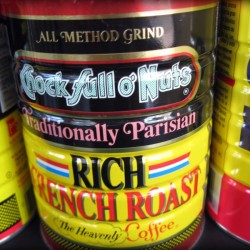 ALL METHOD GRIND
Chock full o' Nuts
Traditionally Parisian
RICH
FRENCH ROAST
The Heavenly Coffee